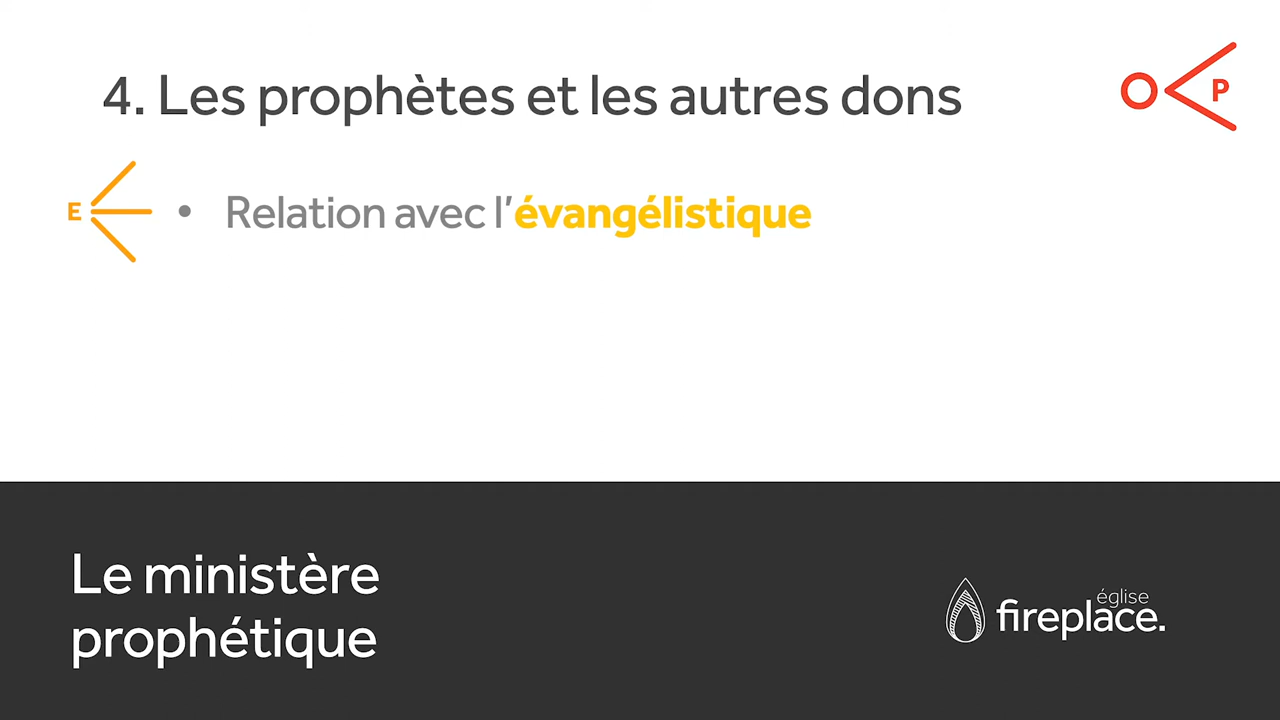 4. Les prophètes et les autres dons
P
E
• Relation avec l’évangélistique
Le ministère
prophétique
église
fireplace.